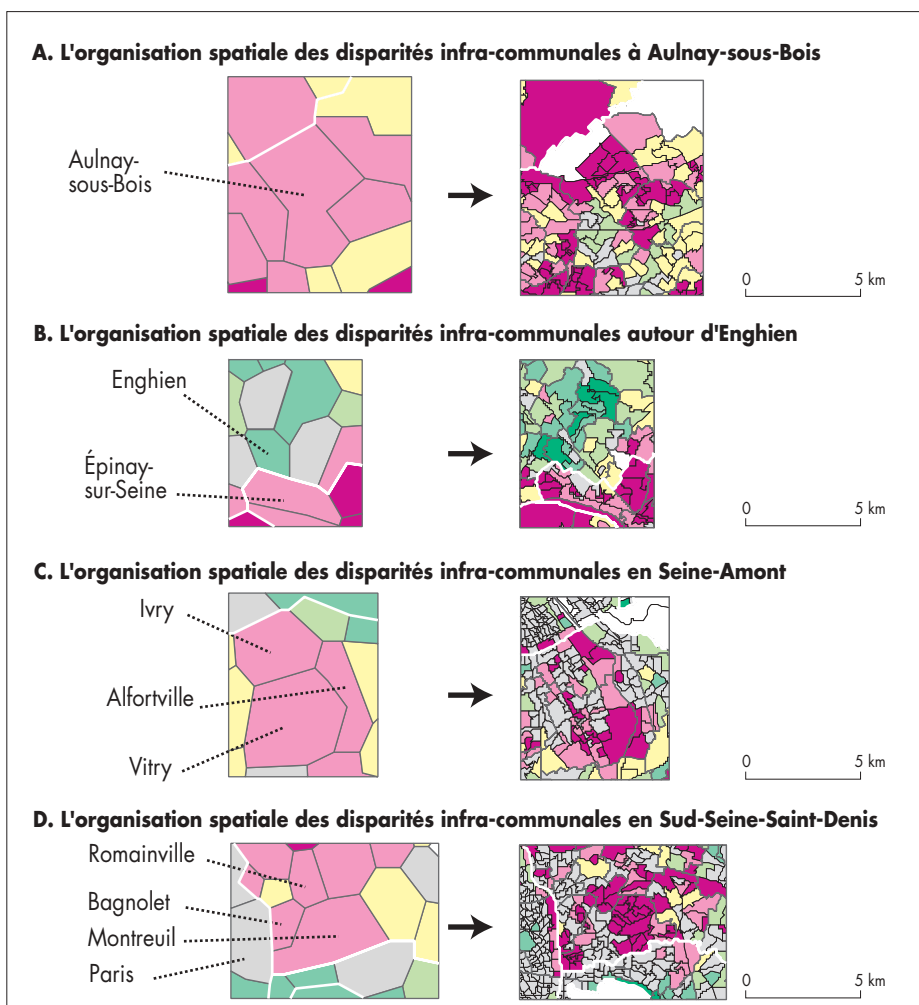 A. L'organisation spatiale des disparités infra-communales à Aulnay-sous-Bois
Aulnay-
sous-Bois
0 5 km
B. L'organisation spatiale des disparités infra-communales autour d'Enghien
Enghien
Épinay-
sur-Seine
0 5 km
C. L'organisation spatiale des disparités infra-communales en Seine-Amont
Ivry
Alfortville
Vitry
0 5 km
D. L'organisation spatiale des disparités infra-communales en Sud-Seine-Saint-Denis
Romainville
Bagnolet
Montreuil
Paris
0 5 km